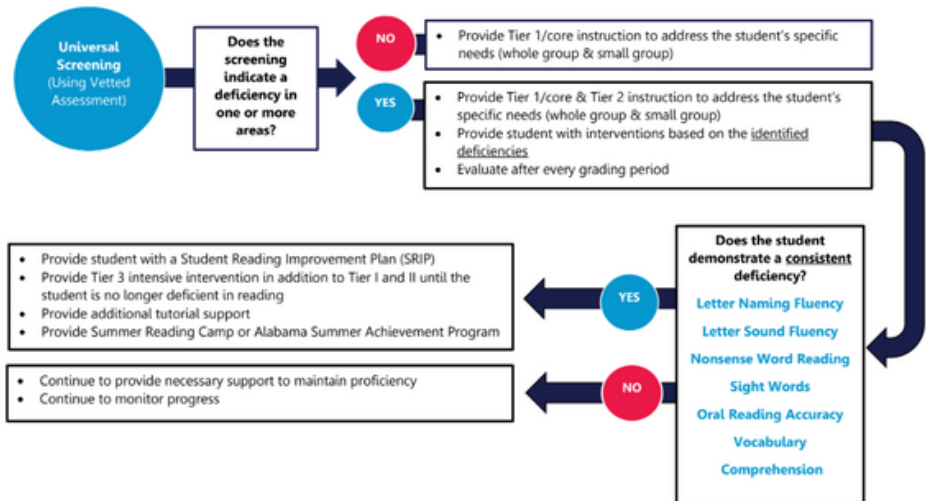 Universal
Screening
(Using Vetted
Assessment)
Does the
screening
indicate a
deficiency in
one or more
areas?
NO
• Provide Tier 1/core instruction to address the student's specific
needs (whole group & small group)
YES
• Provide Tier 1/core & Tier 2 instruction to address the student's
specific needs (whole group & small group)
• Provide student with interventions based on the identified
deficiencies
• Evaluate after every grading period
Does the student
demonstrate a consistent
deficiency?
Letter Naming Fluency
Letter Sound Fluency
Nonsense Word Reading
Sight Words
Oral Reading Accuracy
Vocabulary
Comprehension
YES
• Provide student with a Student Reading Improvement Plan (SRIP)
• Provide Tier 3 intensive intervention in addition to Tier I and II until the
student is no longer deficient in reading
• Provide additional tutorial support
• Provide Summer Reading Camp or Alabama Summer Achievement Program
NO
• Continue to provide necessary support to maintain proficiency
• Continue to monitor progress